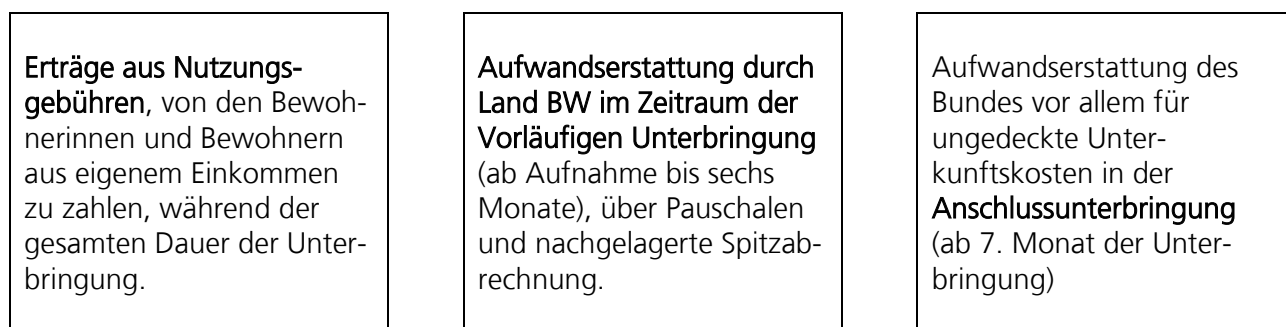 Erträge aus Nutzungs-
gebühren, von den Bewoh-
nerinnen und Bewohnern
aus eigenem Einkommen
zu zahlen, während der
gesamten Dauer der Unter-
bringung.
Aufwandserstattung durch
Land BW im Zeitraum der
Vorläufigen Unterbringung
(ab Aufnahme bis sechs
Monate), über Pauschalen
und nachgelagerte Spitzab-
rechnung.
Aufwandserstattung des
Bundes vor allem für
ungedeckte Unter-
kunftskosten in der
Anschlussunterbringung
(ab 7. Monat der Unter-
bringung)